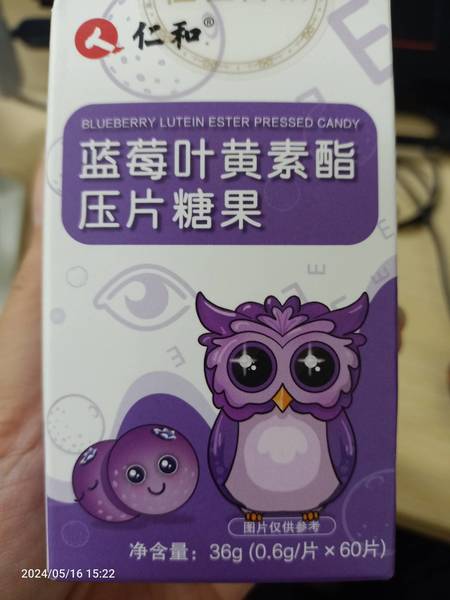 仁和®
BLUEBERRY LUTEIN ESTER PRESSED CANDY
蓝莓叶黄素酯
压片糖果
E
E
E
E
E
图片仅供参考
净含量：36g (0.6g/片×60片)
2024/05/16 15:22